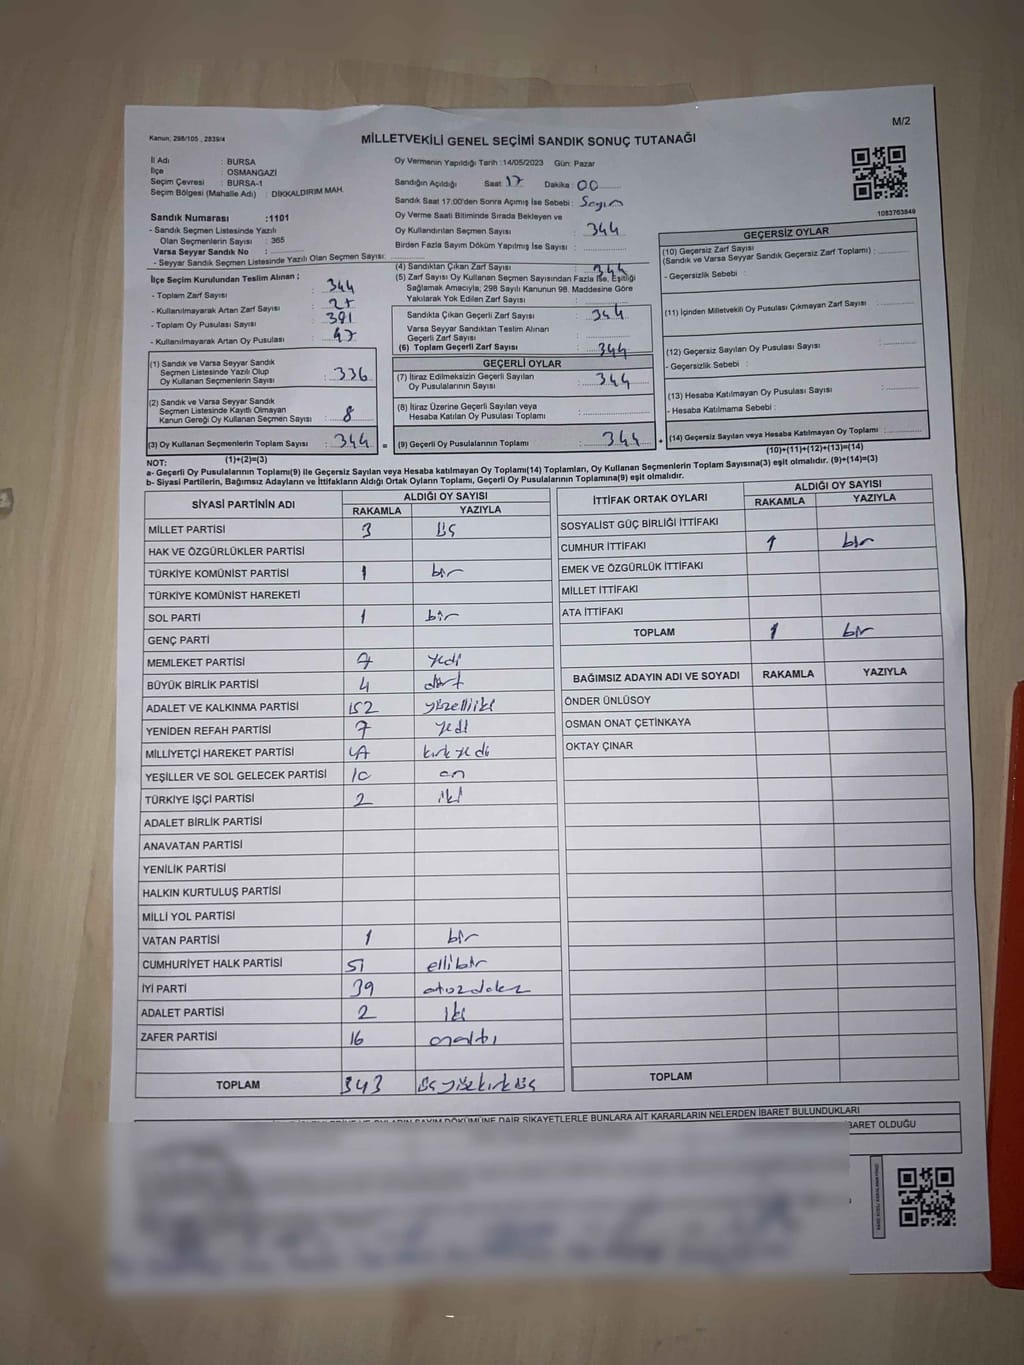 M/2
Kanun; 298/105 , 2839/4
MİLLETVEKİLİ GENEL SEÇİMİ SANDIK SONUÇ TUTANAĞI
İl Adı : BURSA
İlçe : OSMANGAZİ
Seçim Çevresi : BURSA-1
Seçim Bölgesi (Mahalle Adı) : DİKKALDIRIM MAH.
Sandık Numarası :1101
- Sandık Seçmen Listesinde Yazılı
Olan Seçmenlerin Sayısı : 365
Varsa Seyyar Sandık No :
- Seyyar Sandık Seçmen Listesinde Yazılı Olan Seçmen Sayısı:
İlçe Seçim Kurulundan Teslim Alınan ;
- Toplam Zarf Sayısı : 344
- Kullanılmayarak Artan Zarf Sayısı :
- Toplam Oy Pusulası Sayısı : 391
- Kullanılmayarak Artan Oy Pusulası : 47
(1) Sandık ve Varsa Seyyar Sandık
Seçmen Listesinde Yazılı Olup
Oy Kullanan Seçmenlerin Sayısı : 336
(2) Sandık ve Varsa Seyyar Sandık
Seçmen Listesinde Kayıtlı Olmayan
Kanun Gereği Oy Kullanan Seçmen Sayısı : 8
(3) Oy Kullanan Seçmenlerin Toplam Sayısı : 344 =
(1)+(2)=(3)
Oy Vermenin Yapıldığı Tarih :14/05/2023 Gün: Pazar
Sandığın Açıldığı Saat : 17 Dakika : 00
Sandık Saat 17:00'den Sonra Açımış İse Sebebi : Sayım
Oy Verme Saati Bitiminde Sırada Bekleyen ve
Oy Kullandırılan Seçmen Sayısı : 344
Birden Fazla Sayım Döküm Yapılmış İse Sayısı :
(4) Sandıktan Çıkan Zarf Sayısı : 344
(5) Zarf Sayısı Oy Kullanan Seçmen Sayısından Fazla İse, Eşitliği
Sağlamak Amacıyla; 298 Sayılı Kanunun 98. Maddesine Göre
Yakılarak Yok Edilen Zarf Sayısı :
Sandıkta Çıkan Geçerli Zarf Sayısı : 344
Varsa Seyyar Sandıktan Teslim Alınan
Geçerli Zarf Sayısı :
(6) Toplam Geçerli Zarf Sayısı : 344
GEÇERLİ OYLAR
(7) İtiraz Edilmeksizin Geçerli Sayılan
Oy Pusulalarının Sayısı : 344
(8) İtiraz Üzerine Geçerli Sayılan veya
Hesaba Katılan Oy Pusulası Toplamı :
(9) Geçerli Oy Pusulalarının Toplamı : 344 +
1083763849
GEÇERSİZ OYLAR
(10) Geçersiz Zarf Sayısı
(Sandık ve Varsa Seyyar Sandık Geçersiz Zarf Toplamı) :
- Geçersizlik Sebebi :
(11) İçinden Milletvekili Oy Pusulası Çıkmayan Zarf Sayısı :
(12) Geçersiz Sayılan Oy Pusulası Sayısı :
- Geçersizlik Sebebi :
(13) Hesaba Katılmayan Oy Pusulası Sayısı :
- Hesaba Katılmama Sebebi :
(14) Geçersiz Sayılan veya Hesaba Katılmayan Oy Toplamı :
(10)+(11)+(12)+(13)=(14)
NOT:
a- Geçerli Oy Pusulalarının Toplamı(9) ile Geçersiz Sayılan veya Hesaba katılmayan Oy Toplamı(14) Toplamları, Oy Kullanan Seçmenlerin Toplam Sayısına(3) eşit olmalıdır. (9)+(14)=(3)
b- Siyasi Partilerin, Bağımsız Adayların ve İttifakların Aldığı Ortak Oyların Toplamı, Geçerli Oy Pusulalarının Toplamına(9) eşit olmalıdır.
SİYASİ PARTİNİN ADI ALDIĞI OY SAYISI
RAKAMLA YAZIYLA
MİLLET PARTİSİ 3 üç
HAK VE ÖZGÜRLÜKLER PARTİSİ
TÜRKİYE KOMÜNİST PARTİSİ 1 bir
TÜRKİYE KOMÜNİST HAREKETİ
SOL PARTİ 1 bir
GENÇ PARTİ
MEMLEKET PARTİSİ 7 yedi
BÜYÜK BİRLİK PARTİSİ 4 dört
ADALET VE KALKINMA PARTİSİ 152 yüzelliiki
YENİDEN REFAH PARTİSİ 7 yedi
MİLLİYETÇİ HAREKET PARTİSİ 47 kırk yedi
YEŞİLLER VE SOL GELECEK PARTİSİ 10 on
TÜRKİYE İŞÇİ PARTİSİ 2 iki
ADALET BİRLİK PARTİSİ
ANAVATAN PARTİSİ
YENİLİK PARTİSİ
HALKIN KURTULUŞ PARTİSİ
MİLLİ YOL PARTİSİ
VATAN PARTİSİ 1 bir
CUMHURİYET HALK PARTİSİ 51 ellibir
İYİ PARTİ 39 otuzdokuz
ADALET PARTİSİ 2 iki
ZAFER PARTİSİ 16 onaltı
TOPLAM 343 üçyüzkırküç
İTTİFAK ORTAK OYLARI ALDIĞI OY SAYISI
RAKAMLA YAZIYLA
SOSYALİST GÜÇ BİRLİĞİ İTTİFAKI
CUMHUR İTTİFAKI 1 bir
EMEK VE ÖZGÜRLÜK İTTİFAKI
MİLLET İTTİFAKI
ATA İTTİFAKI
TOPLAM 1 bir
BAĞIMSIZ ADAYIN ADI VE SOYADI RAKAMLA YAZIYLA
ÖNDER ÜNLÜSOY
OSMAN ONAT ÇETİNKAYA
OKTAY ÇINAR
TOPLAM
DÖKÜMÜNE DAİR ŞİKAYETLERLE BUNLARA AİT KARARLARIN NELERDEN İBARET BULUNDUKLARI
İBARET OLDUĞU